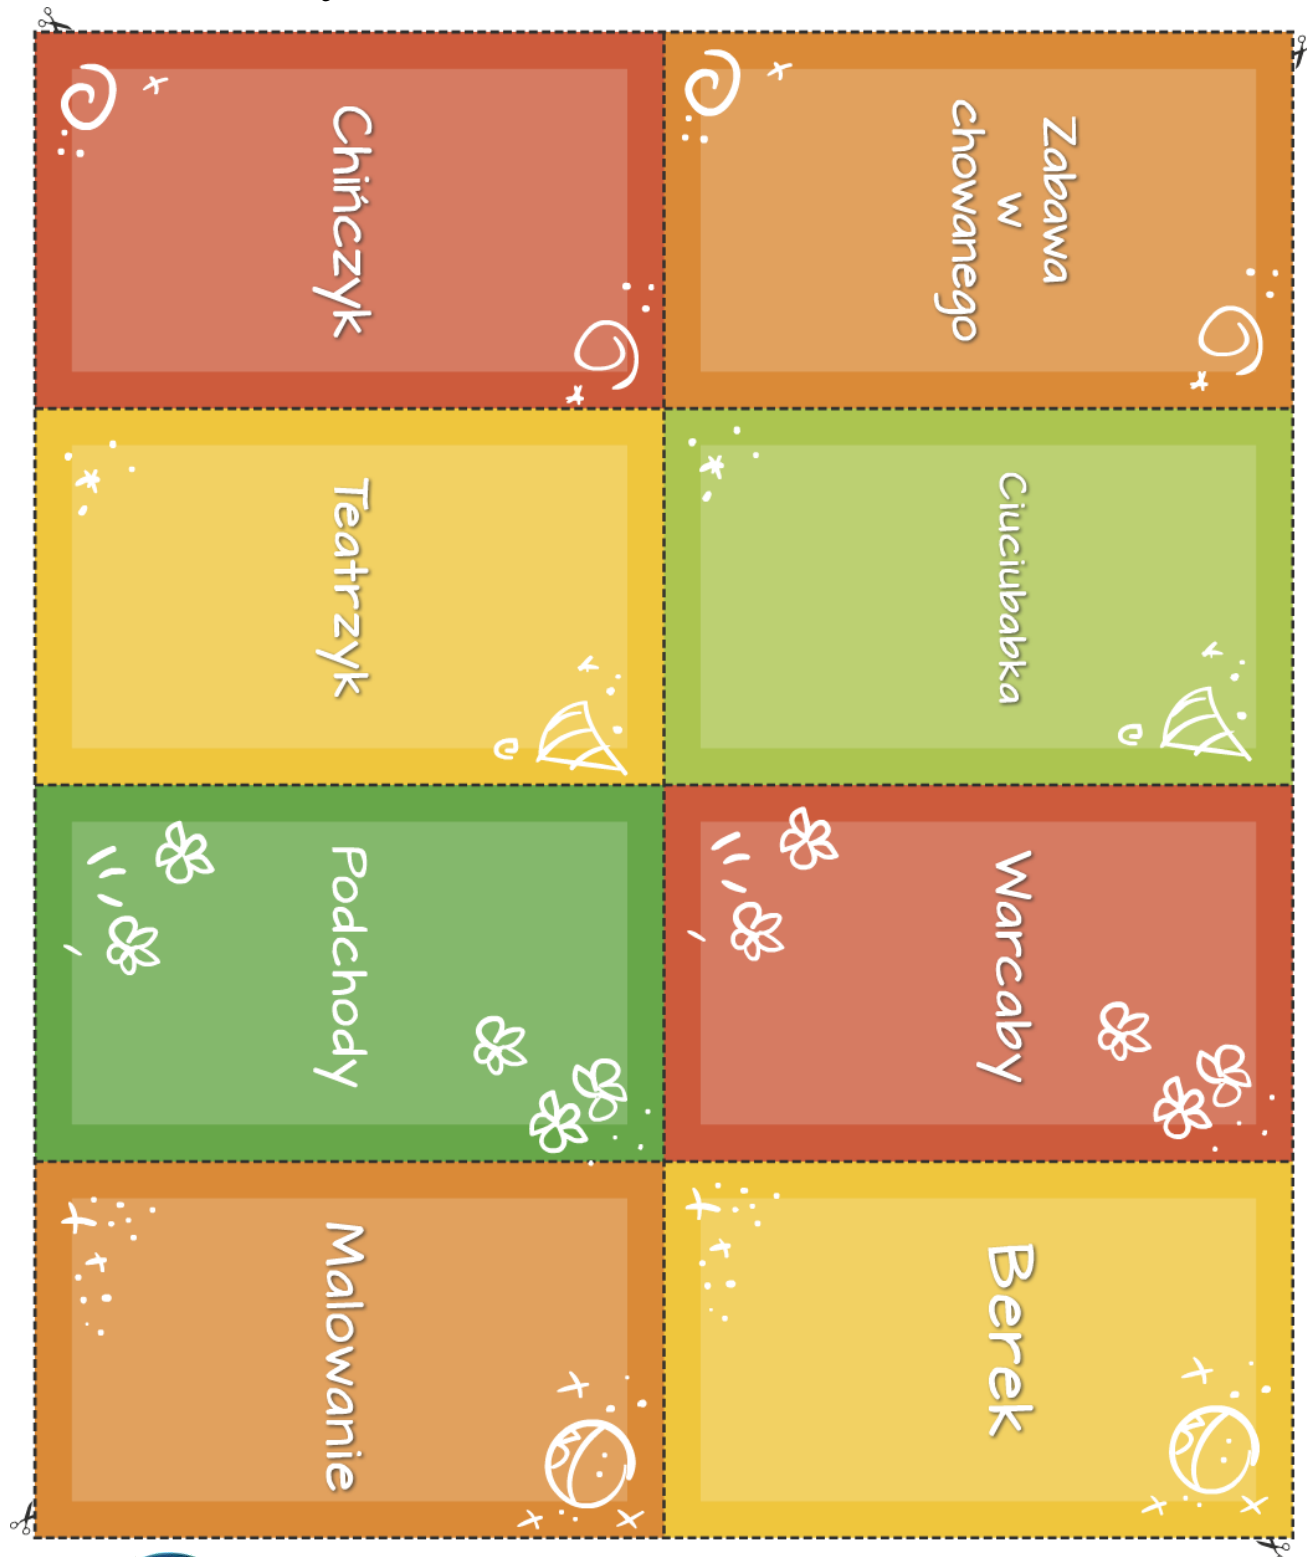 Chińczyk
Zabawa
w
chowanego
Teatrzyk
Ciuciubabka
Podchody
Warcaby
Malowanie
Berek